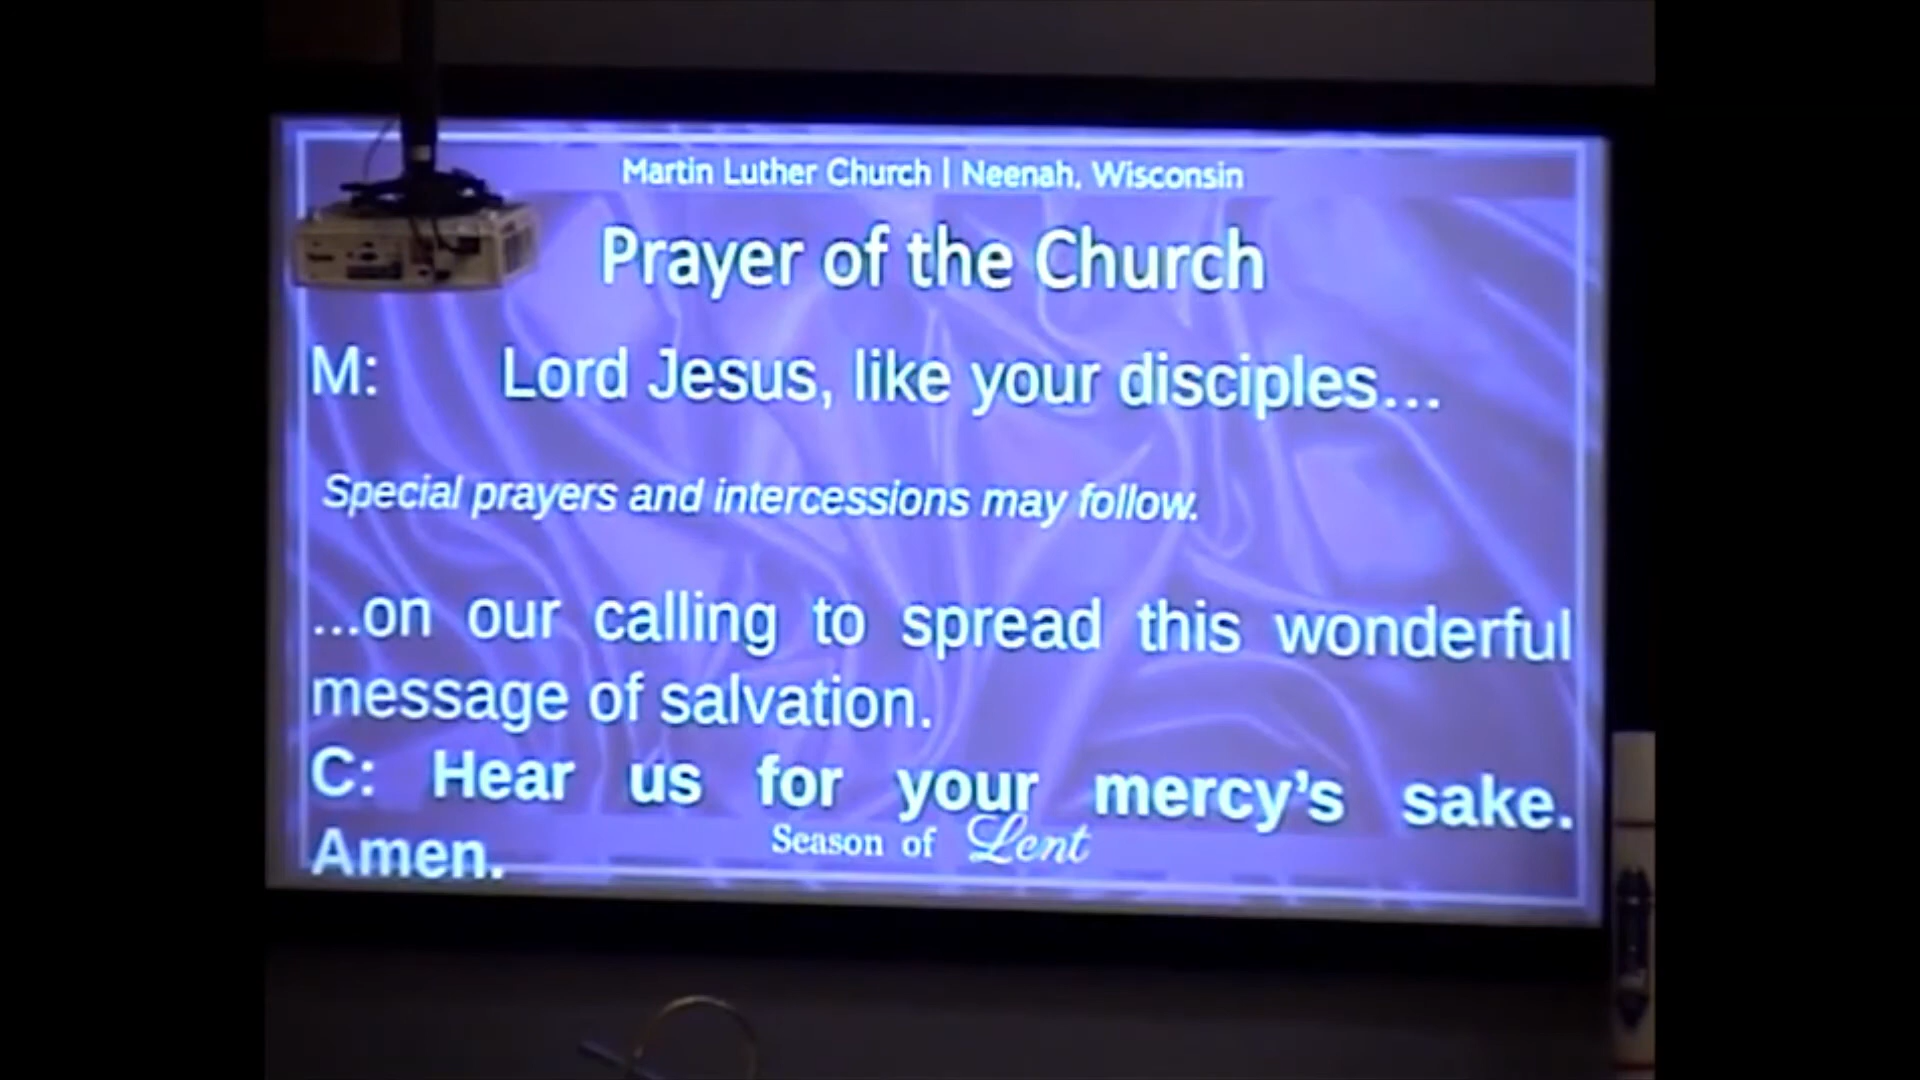 Martin Luther Church | Neenah, Wisconsin
Prayer of the Church
M: Lord Jesus, like your disciples...
Special prayers and intercessions may follow.
...on our calling to spread this wonderful
message of salvation.
C: Hear us for your mercy’s sake.
Amen.
Season of Lent